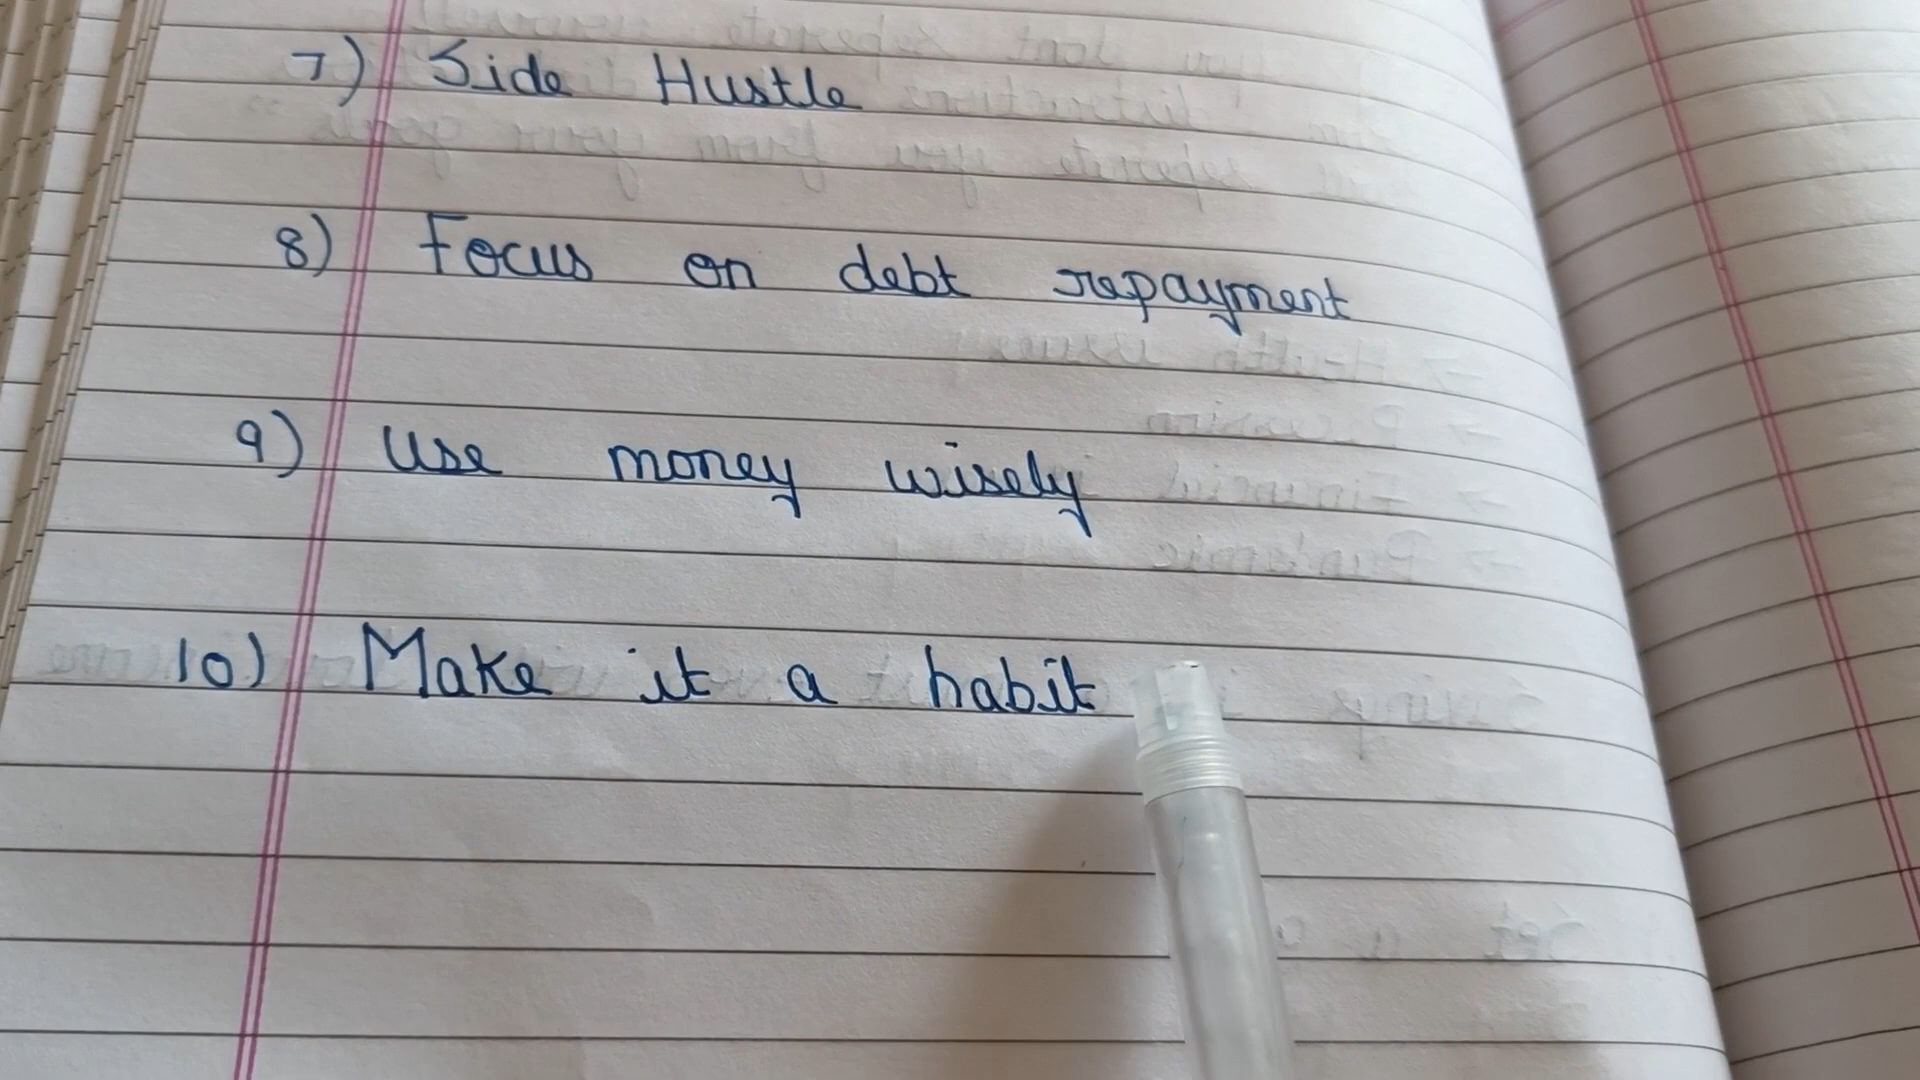 7) Side Hustle
8) Focus on debt repayment
9) Use money wisely
10) Make it a habit